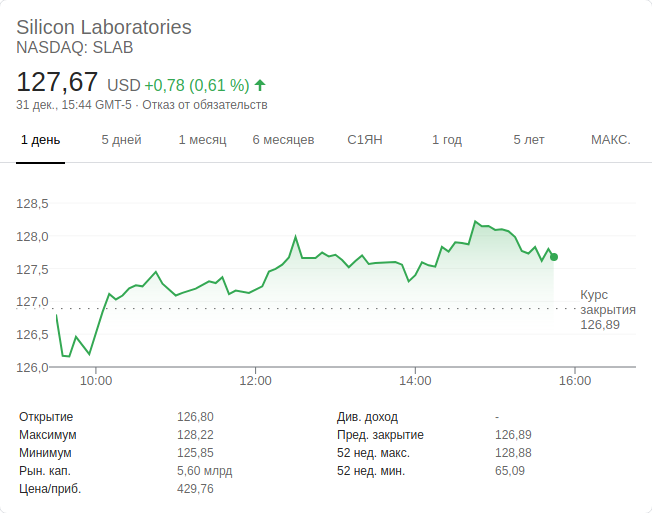 Silicon Laboratories
NASDAQ: SLAB
127,67 USD +0,78 (0,61 %)
31 дек., 15:44 GMT-5 · Отказ от обязательств
1 день 5 дней 1 месяц 6 месяцев С1ЯН 1 год 5 лет МАКС.
128,5
128,0
127,5
127,0
126,5
126,0
Курс
закрытия
126,89
10:00 12:00 14:00 16:00
Открытие 126,80 Див. доход -
Максимум 128,22 Пред. закрытие 126,89
Минимум 125,85 52 нед. макс. 128,88
Рын. кап. 5,60 млрд 52 нед. мин. 65,09
Цена/приб. 429,76